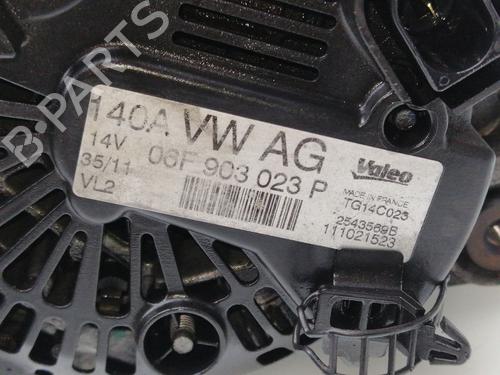 140A VW AG
14V 06F 903 023 P
35/11
VL2
Valeo
MADE IN FRANCE
TG14C023
2543569B
111021523
B-PARTS